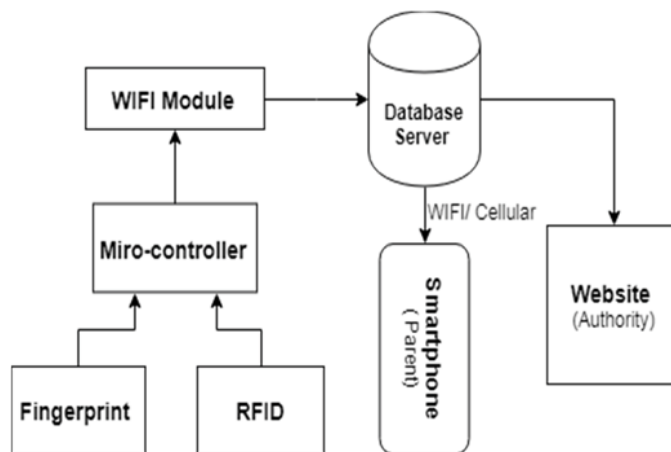 WIFI Module
Database
Server
WIFI/ Cellular
Miro-controller
Smartphone
( Parent)
Website
(Authority)
Fingerprint
RFID